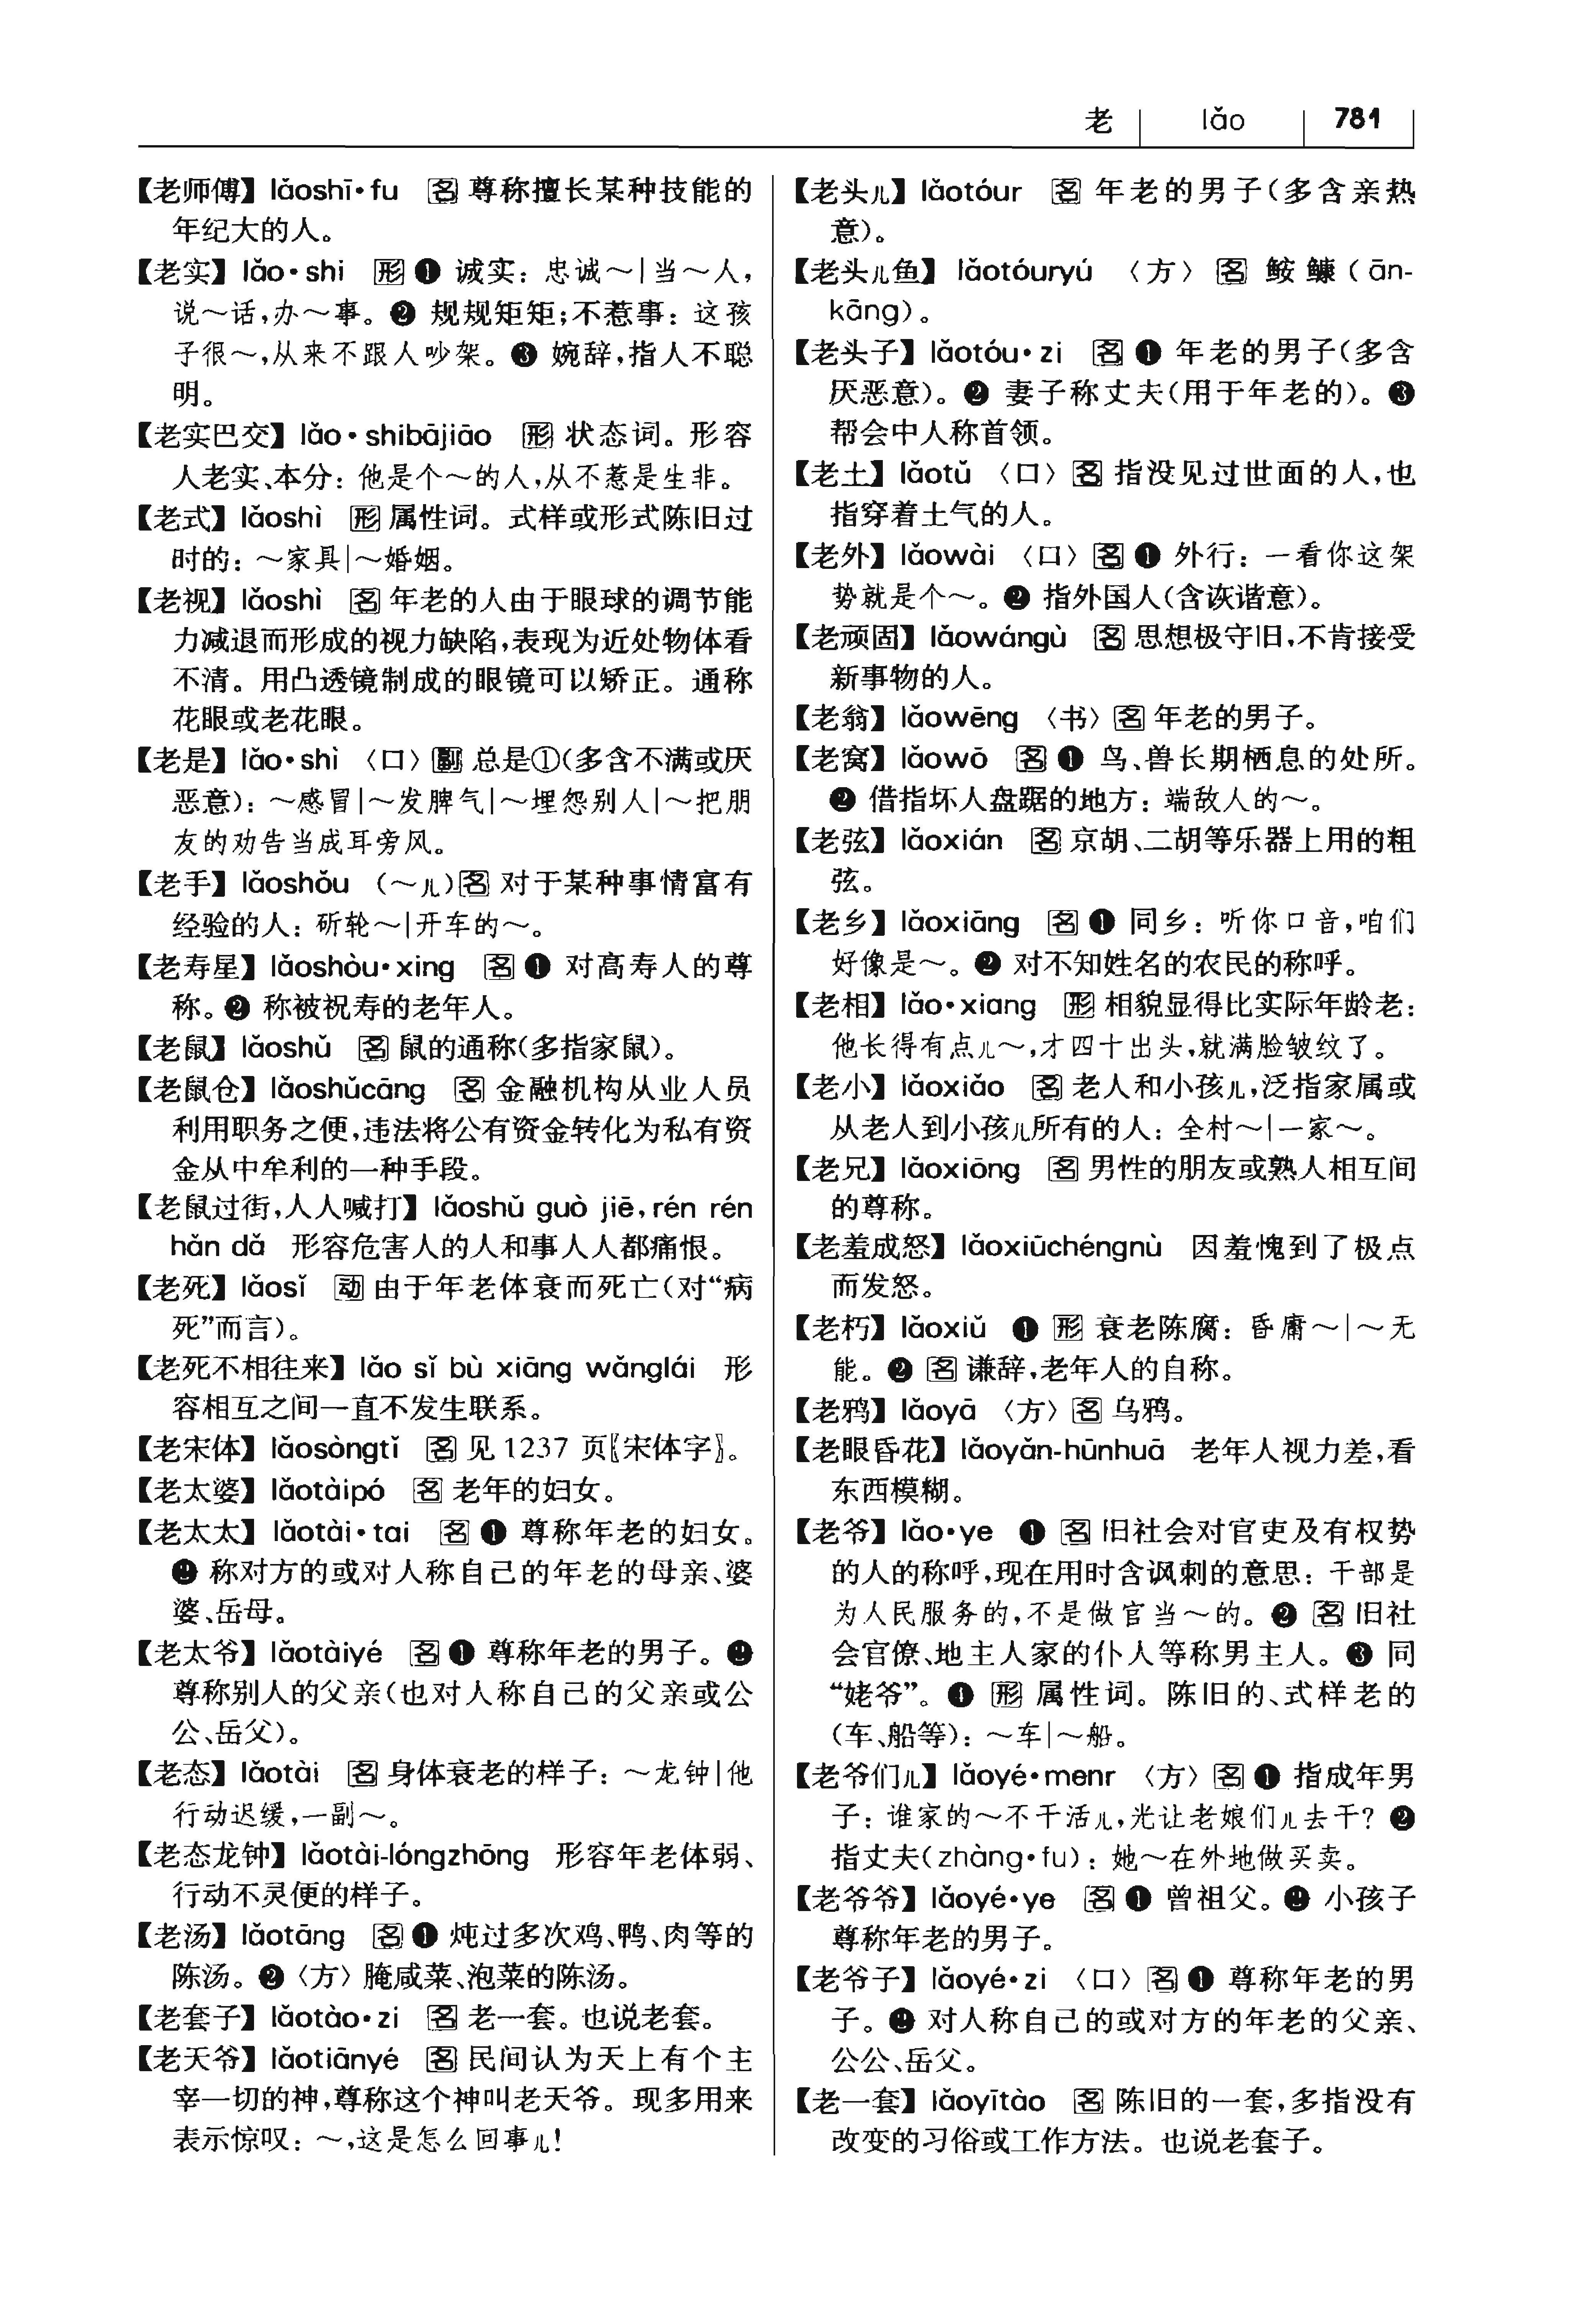 老 lǎo 781
【老师傅】 lǎoshī·fu 名 尊称擅长某种技能的
年纪大的人。
【老实】 lǎo·shi 形 ❶ 诚实：忠诚～|当～人，
说～话，办～事。❷ 规规矩矩；不惹事：这孩
子很～，从来不跟人吵架。❸ 婉辞，指人不聪
明。
【老实巴交】 lǎo·shibājiāo 形 状态词。形容
人老实、本分：他是个～的人，从不惹是生非。
【老式】 lǎoshì 形 属性词。式样或形式陈旧过
时的：～家具|～婚姻。
【老视】 lǎoshì 名 年老的人由于眼球的调节能
力减退而形成的视力缺陷，表现为近处物体看
不清。用凸透镜制成的眼镜可以矫正。通称
花眼或老花眼。
【老是】 lǎo·shì 〈口〉 副 总是①（多含不满或厌
恶意）：～感冒|～发脾气|～埋怨别人|～把朋
友的劝告当成耳旁风。
【老手】 lǎoshǒu （～儿）名 对于某种事情富有
经验的人：斫轮～|开车的～。
【老寿星】 lǎoshòu·xing 名 ❶ 对高寿人的尊
称。❷ 称被祝寿的老年人。
【老鼠】 lǎoshǔ 名 鼠的通称（多指家鼠）。
【老鼠仓】 lǎoshǔcāng 名 金融机构从业人员
利用职务之便，违法将公有资金转化为私有资
金从中牟利的一种手段。
【老鼠过街，人人喊打】 lǎoshǔ guò jiē, rén rén
hǎn dǎ 形容危害人的人和事人人都痛恨。
【老死】 lǎosǐ 动 由于年老体衰而死亡（对“病
死”而言）。
【老死不相往来】 lǎo sǐ bù xiāng wǎnglái 形
容相互之间一直不发生联系。
【老宋体】 lǎosòngtǐ 名 见 1237 页〖宋体字〗。
【老太婆】 lǎotàipó 名 老年的妇女。
【老太太】 lǎotài·tai 名 ❶ 尊称年老的妇女。
❷ 称对方的或对人称自己的年老的母亲、婆
婆、岳母。
【老太爷】 lǎotàiyé 名 ❶ 尊称年老的男子。❷
尊称别人的父亲（也对人称自己的父亲或公
公、岳父）。
【老态】 lǎotài 名 身体衰老的样子：～龙钟|他
行动迟缓，一副～。
【老态龙钟】 lǎotài-lóngzhōng 形容年老体弱、
行动不灵便的样子。
【老汤】 lǎotāng 名 ❶ 炖过多次鸡、鸭、肉等的
陈汤。❷〈方〉腌咸菜、泡菜的陈汤。
【老套子】 lǎotào·zi 名 老一套。也说老套。
【老天爷】 lǎotiānyé 名 民间认为天上有个主
宰一切的神，尊称这个神叫老天爷。现多用来
表示惊叹：～，这是怎么回事儿！
【老头儿】 lǎotóur 名 年老的男子（多含亲热
意）。
【老头儿鱼】 lǎotóuryú 〈方〉 名 鮟鱇（ān-
kāng）。
【老头子】 lǎotóu·zi 名 ❶ 年老的男子（多含
厌恶意）。❷ 妻子称丈夫（用于年老的）。❸
帮会中人称首领。
【老土】 lǎotǔ 〈口〉 名 指没见过世面的人，也
指穿着土气的人。
【老外】 lǎowài 〈口〉 名 ❶ 外行：一看你这架
势就是个～。❷ 指外国人（含诙谐意）。
【老顽固】 lǎowángù 名 思想极守旧，不肯接受
新事物的人。
【老翁】 lǎowēng 〈书〉 名 年老的男子。
【老窝】 lǎowō 名 ❶ 鸟、兽长期栖息的处所。
❷ 借指坏人盘踞的地方：端敌人的～。
【老弦】 lǎoxián 名 京胡、二胡等乐器上用的粗
弦。
【老乡】 lǎoxiāng 名 ❶ 同乡：听你口音，咱们
好像是～。❷ 对不知姓名的农民的称呼。
【老相】 lǎo·xiang 形 相貌显得比实际年龄老：
他长得有点儿～，才四十出头，就满脸皱纹了。
【老小】 lǎoxiǎo 名 老人和小孩儿，泛指家属或
从老人到小孩儿所有的人：全村～|一家～。
【老兄】 lǎoxiōng 名 男性的朋友或熟人相互间
的尊称。
【老羞成怒】 lǎoxiūchéngnù 因羞愧到了极点
而发怒。
【老朽】 lǎoxiǔ ❶ 形 衰老陈腐：昏庸～|～无
能。❷ 名 谦辞，老年人的自称。
【老鸦】 lǎoyā 〈方〉 名 乌鸦。
【老眼昏花】 lǎoyǎn-hūnhuā 老年人视力差，看
东西模糊。
【老爷】 lǎo·ye ❶ 名 旧社会对官吏及有权势
的人的称呼，现在用时含讽刺的意思：干部是
为人民服务的，不是做官当～的。❷ 名 旧社
会官僚、地主人家的仆人等称男主人。❸ 同
“姥爷”。❹ 形 属性词。陈旧的、式样老的
（车、船等）：～车|～船。
【老爷们儿】 lǎoyé·menr 〈方〉 名 ❶ 指成年男
子：谁家的～不干活儿，光让老娘们儿去干？❷
指丈夫（zhàng·fu）：她～在外地做买卖。
【老爷爷】 lǎoyé·ye 名 ❶ 曾祖父。❷ 小孩子
尊称年老的男子。
【老爷子】 lǎoyé·zi 〈口〉 名 ❶ 尊称年老的男
子。❷ 对人称自己的或对方的年老的父亲、
公公、岳父。
【老一套】 lǎoyītào 名 陈旧的一套，多指没有
改变的习俗或工作方法。也说老套子。